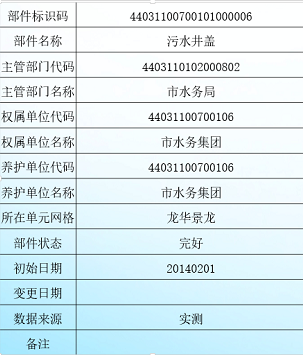 部件标识码 44031100700101000006
部件名称 污水井盖
主管部门代码 4403110102000802
主管部门名称 市水务局
权属单位代码 44031100700106
权属单位名称 市水务集团
养护单位代码 44031100700106
养护单位名称 市水务集团
所在单元网格 龙华景龙
部件状态 完好
初始日期 20140201
变更日期
数据来源 实测
备注